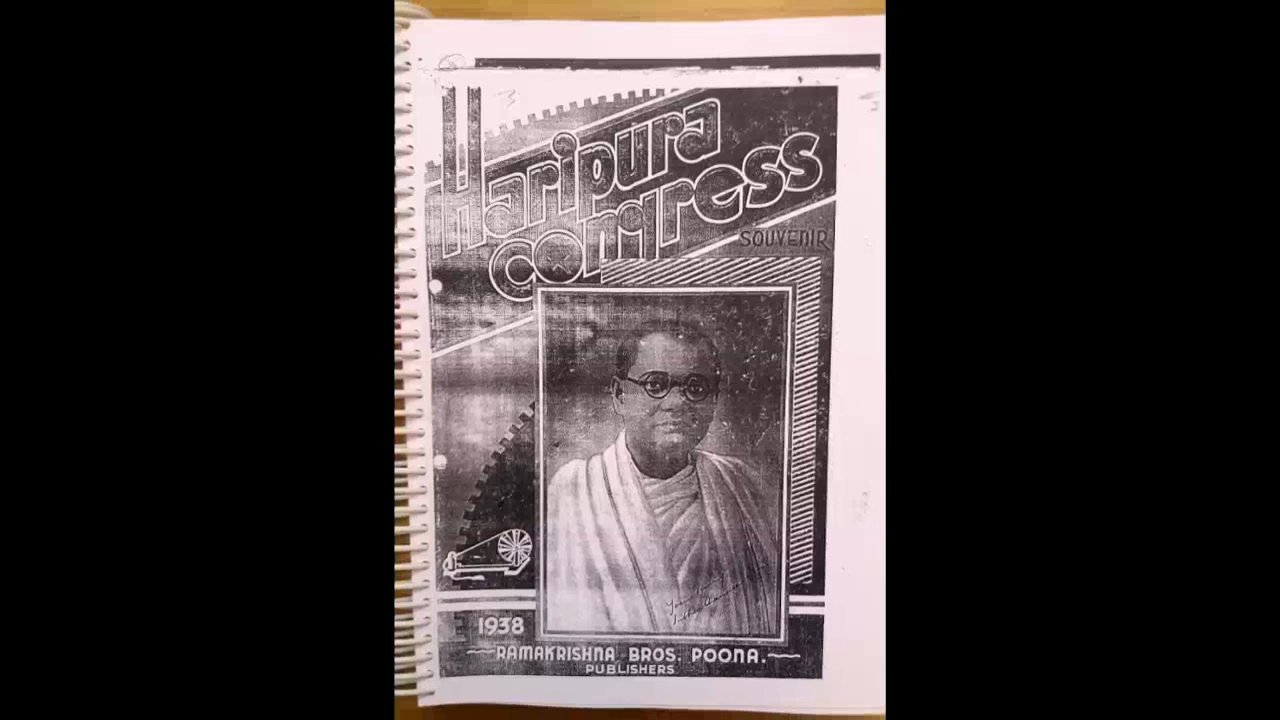 Haripura
Congress
SOUVENIR
1938
RAMAKRISHNA BROS. POONA.
PUBLISHERS